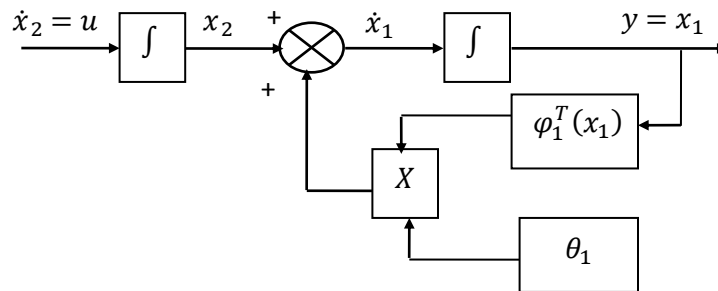 ẋ₂ = u
∫
x₂
+
+
ẋ₁
∫
y = x₁
φ₁ᵀ(x₁)
X
θ₁